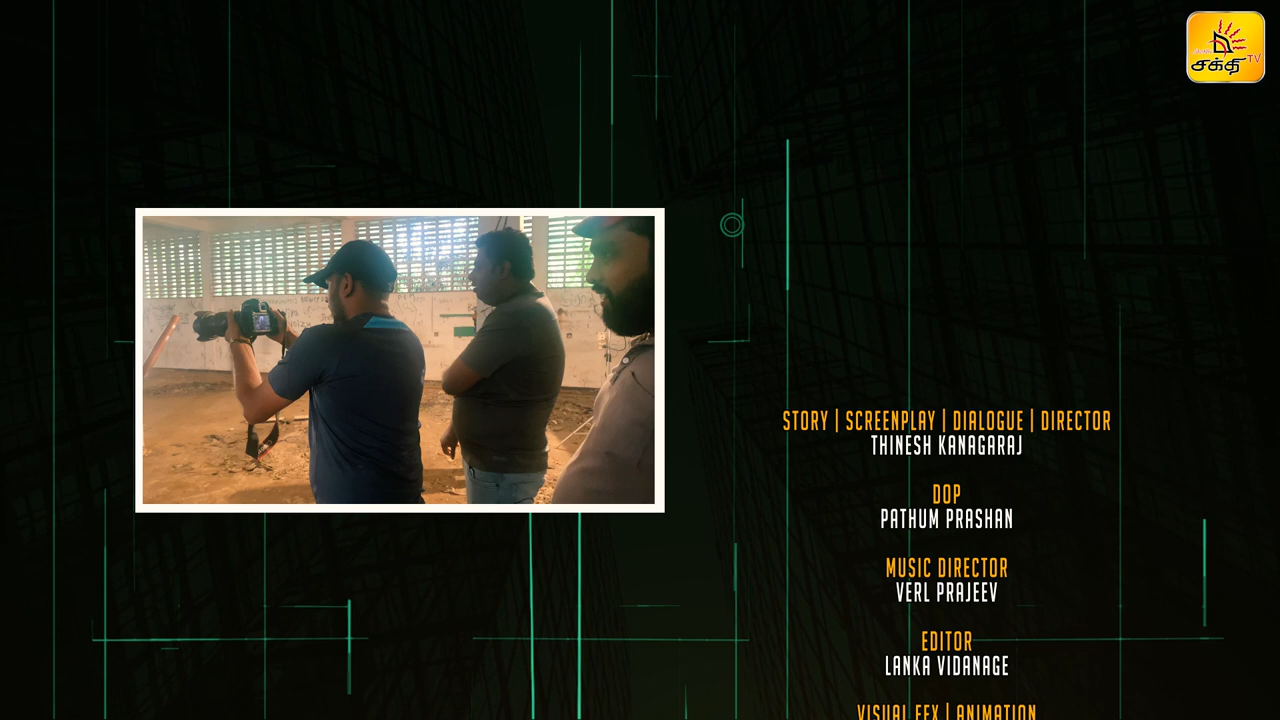 சக்தி TV
STORY | SCREENPLAY | DIALOGUE | DIRECTOR
THINESH KANAGARAJ
DOP
PATHUM PRASHAN
MUSIC DIRECTOR
VERL PRAJEEV
EDITOR
LANKA VIDANAGE
VISUAL EFX | ANIMATION